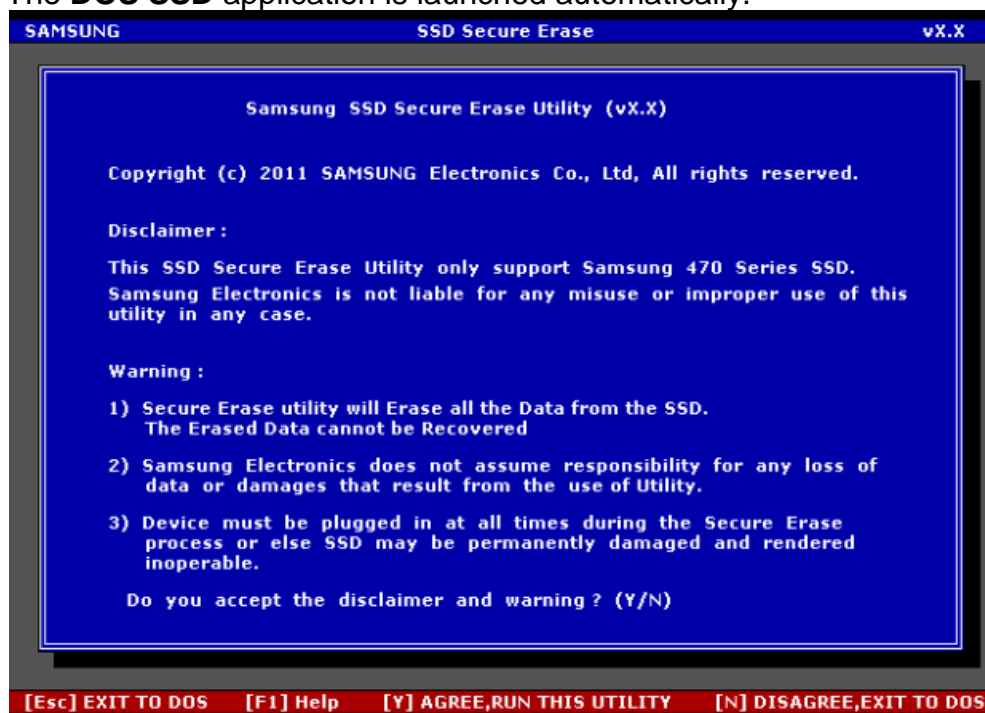 The DOS SSD application is launched automatically.
SAMSUNG SSD Secure Erase vX.X
Samsung SSD Secure Erase Utility (vX.X)
Copyright (c) 2011 SAMSUNG Electronics Co., Ltd, All rights reserved.
Disclaimer :
This SSD Secure Erase Utility only support Samsung 470 Series SSD.
Samsung Electronics is not liable for any misuse or improper use of this
utility in any case.
Warning :
1) Secure Erase utility will Erase all the Data from the SSD.
The Erased Data cannot be Recovered
2) Samsung Electronics does not assume responsibility for any loss of
data or damages that result from the use of Utility.
3) Device must be plugged in at all times during the Secure Erase
process or else SSD may be permanently damaged and rendered
inoperable.
Do you accept the disclaimer and warning ? (Y/N)
[Esc] EXIT TO DOS [F1] Help [Y] AGREE,RUN THIS UTILITY [N] DISAGREE,EXIT TO DOS